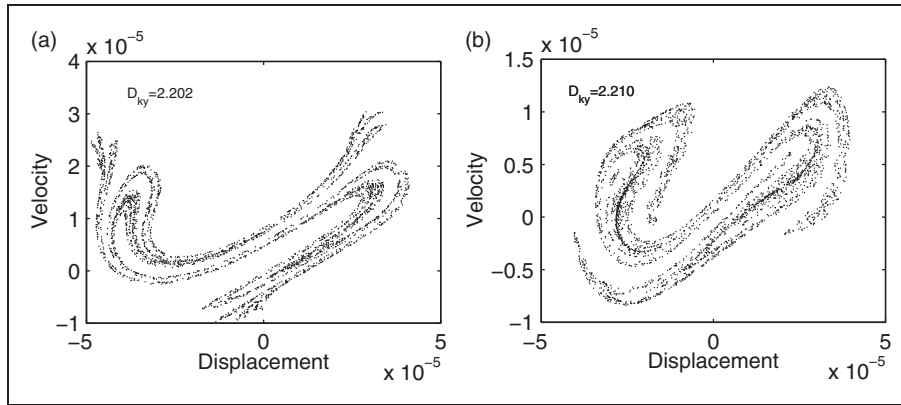 (a)
x 10⁻⁵
4
3
2
1
0
−1
Velocity
D_ky=2.202
−5
0
5
Displacement
x 10⁻⁵
(b)
x 10⁻⁵
1.5
1
0.5
0
−0.5
−1
Velocity
D_ky=2.210
−5
0
5
Displacement
x 10⁻⁵